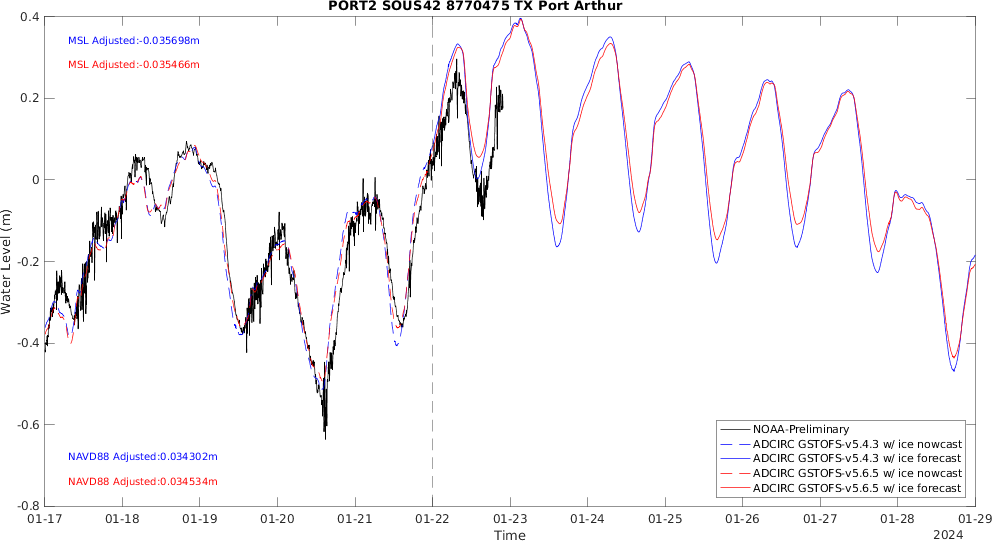 PORT2 SOUS42 8770475 TX Port Arthur
0.4
MSL Adjusted:-0.035698m
MSL Adjusted:-0.035466m
0.2
0
-0.2
Water Level (m)
-0.4
NOAA-Preliminary
ADCIRC GSTOFS-v5.4.3 w/ ice nowcast
ADCIRC GSTOFS-v5.4.3 w/ ice forecast
ADCIRC GSTOFS-v5.6.5 w/ ice nowcast
ADCIRC GSTOFS-v5.6.5 w/ ice forecast
-0.6
NAVD88 Adjusted:0.034302m
NAVD88 Adjusted:0.034534m
-0.8
01-17 01-18 01-19 01-20 01-21 01-22 01-23 01-24 01-25 01-26 01-27 01-28 01-29
Time
2024